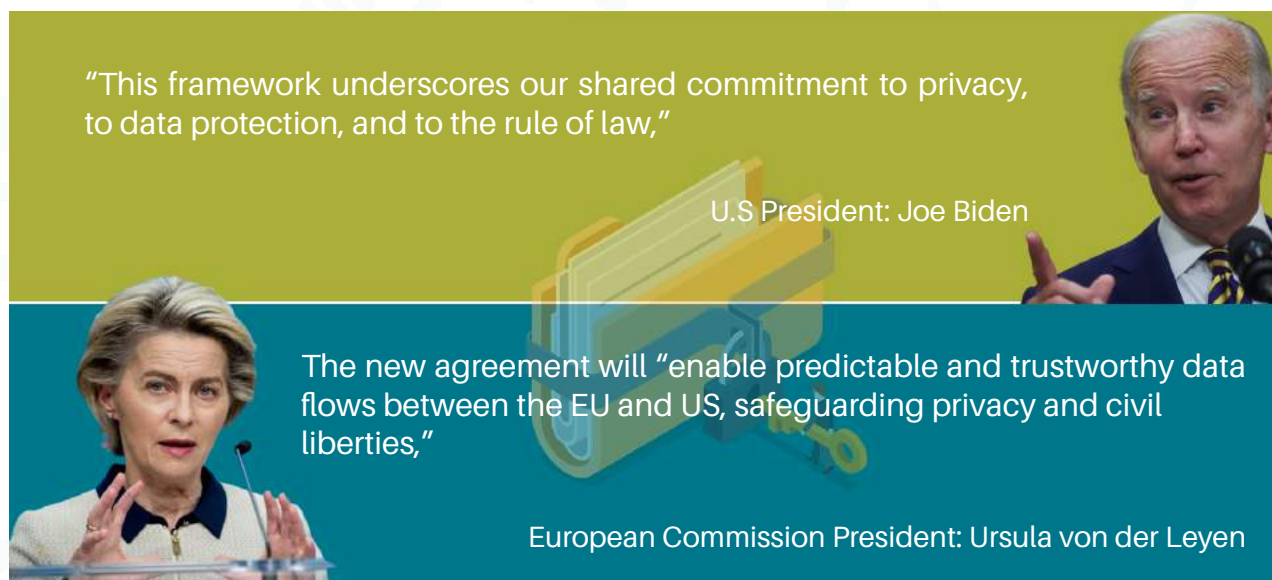 “This framework underscores our shared commitment to privacy,
to data protection, and to the rule of law,”
U.S President: Joe Biden
The new agreement will “enable predictable and trustworthy data
flows between the EU and US, safeguarding privacy and civil
liberties,”
European Commission President: Ursula von der Leyen